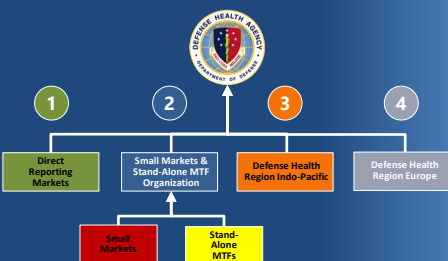 DEFENSE HEALTH AGENCY
DEPARTMENT OF DEFENSE
1
2
3
4
Direct
Reporting
Markets
Small Markets &
Stand-Alone MTF
Organization
Defense Health
Region Indo-Pacific
Defense Health
Region Europe
Small
Markets
Stand-
Alone
MTFs